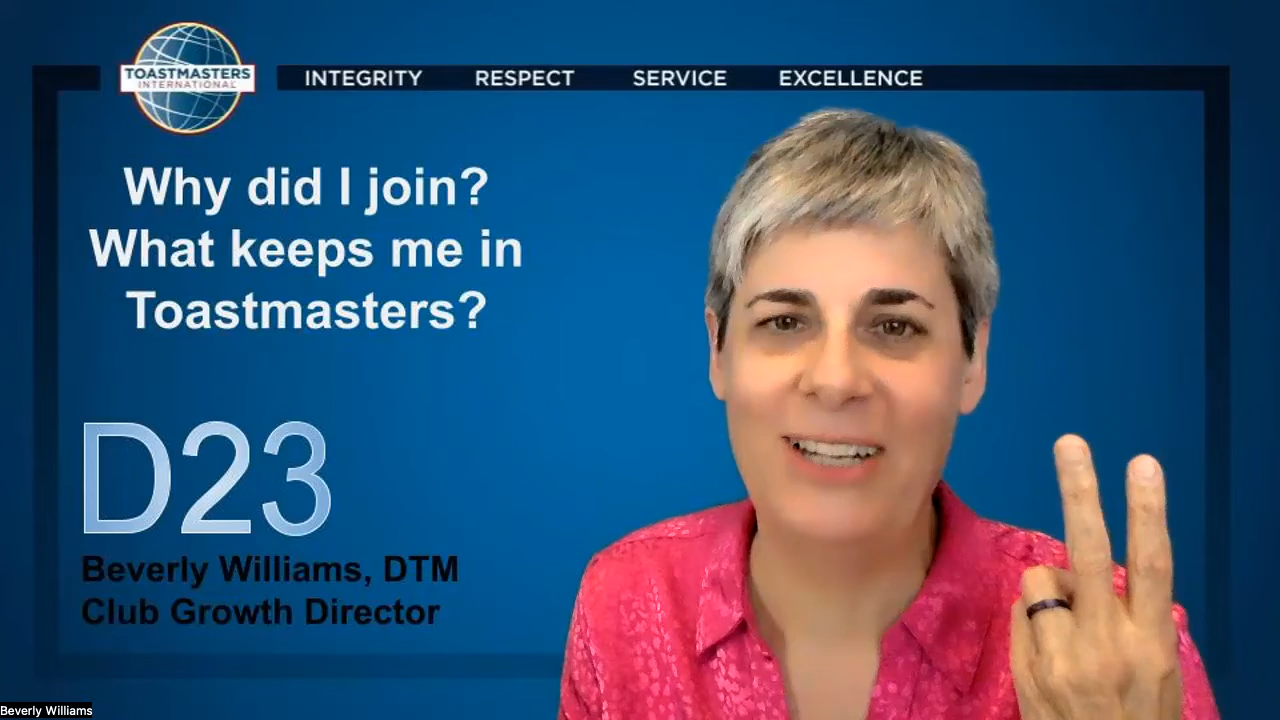 TOASTMASTERS
INTERNATIONAL
INTEGRITY RESPECT SERVICE EXCELLENCE
Why did I join?
What keeps me in
Toastmasters?
D23
Beverly Williams, DTM
Club Growth Director
Beverly Williams